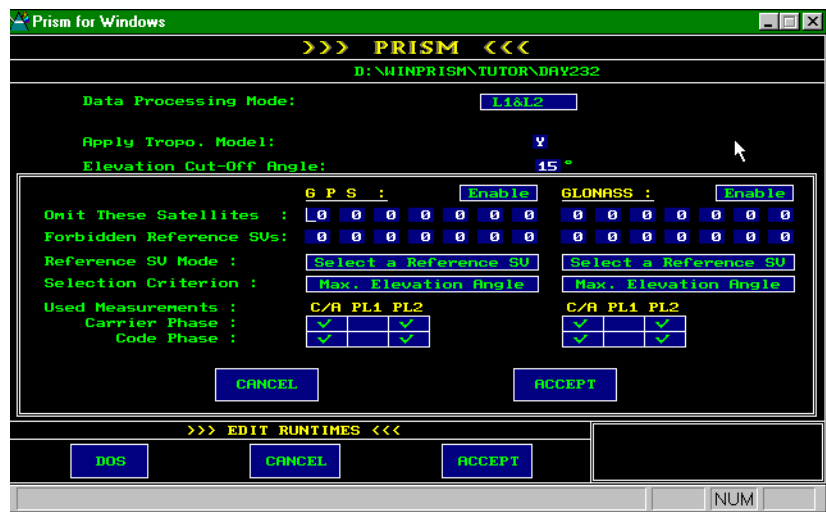 Prism for Windows
>>> PRISM <<<
D:\WINPRISM\TUTOR\DAY232
Data Processing Mode: L1&L2
Apply Tropo. Model: Y
Elevation Cut-Off Angle: 15 °
G P S : Enable GLONASS : Enable
Omit These Satellites : 0 0 0 0 0 0 0 0 0 0 0 0 0
Forbidden Reference SVs: 0 0 0 0 0 0 0 0 0 0 0 0 0
Reference SV Mode : Select a Reference SV Select a Reference SV
Selection Criterion : Max. Elevation Angle Max. Elevation Angle
Used Measurements : C/A PL1 PL2 C/A PL1 PL2
Carrier Phase :
Code Phase :
CANCEL ACCEPT
>>> EDIT RUNTIMES <<<
DOS CANCEL ACCEPT
NUM